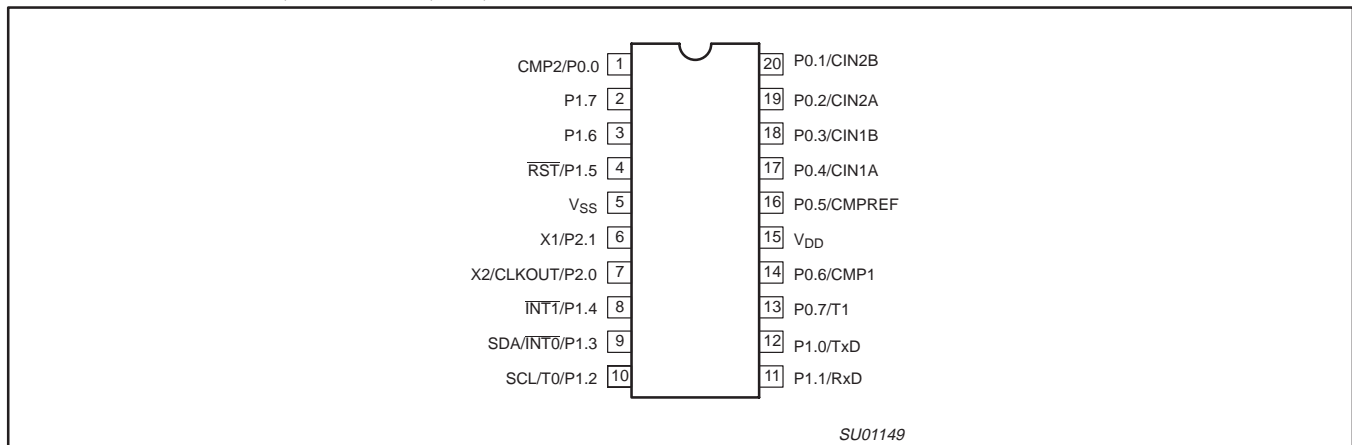 CMP2/P0.0 1 20 P0.1/CIN2B
P1.7 2 19 P0.2/CIN2A
P1.6 3 18 P0.3/CIN1B
R̅S̅T̅/P1.5 4 17 P0.4/CIN1A
VSS 5 16 P0.5/CMPREF
X1/P2.1 6 15 VDD
X2/CLKOUT/P2.0 7 14 P0.6/CMP1
I̅N̅T̅1̅/P1.4 8 13 P0.7/T1
SDA/I̅N̅T̅0̅/P1.3 9 12 P1.0/TxD
SCL/T0/P1.2 10 11 P1.1/RxD
SU01149